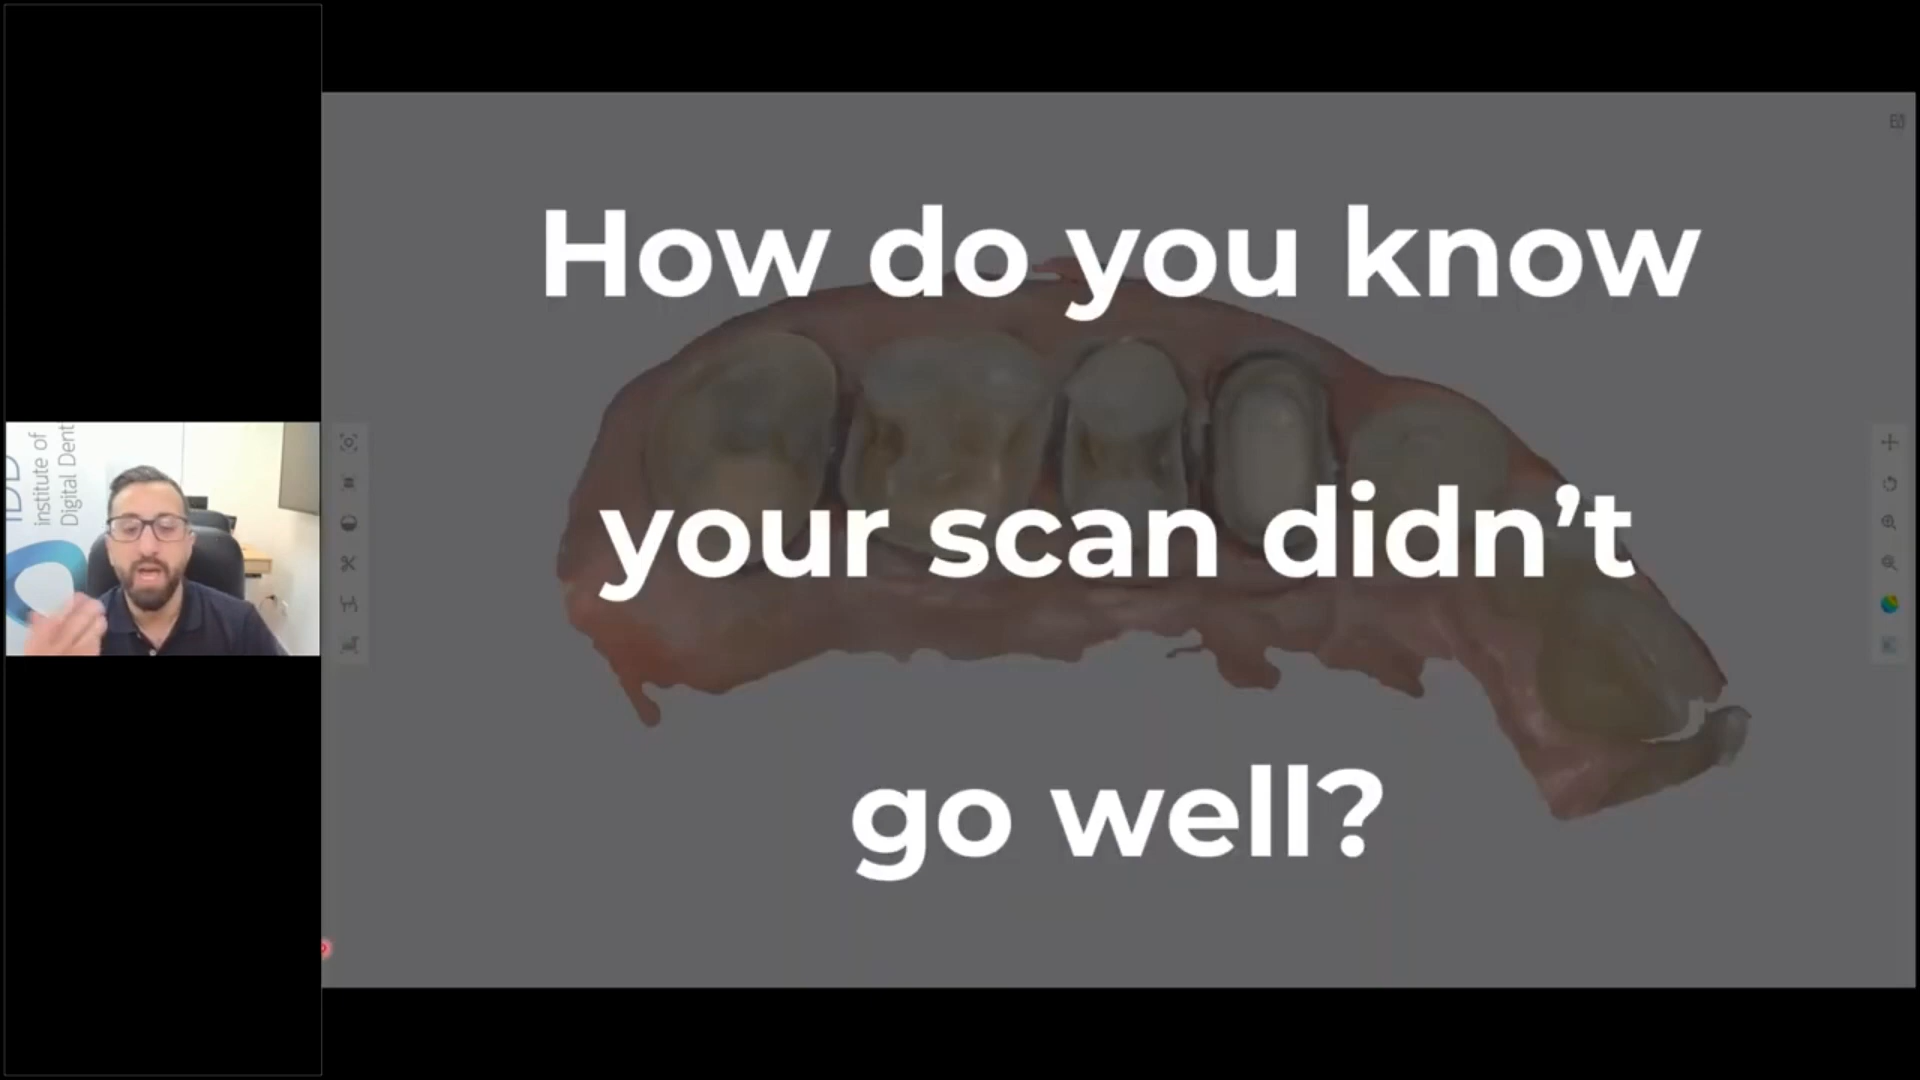 How do you know
your scan didn’t
go well?
institute of
Digital Dent